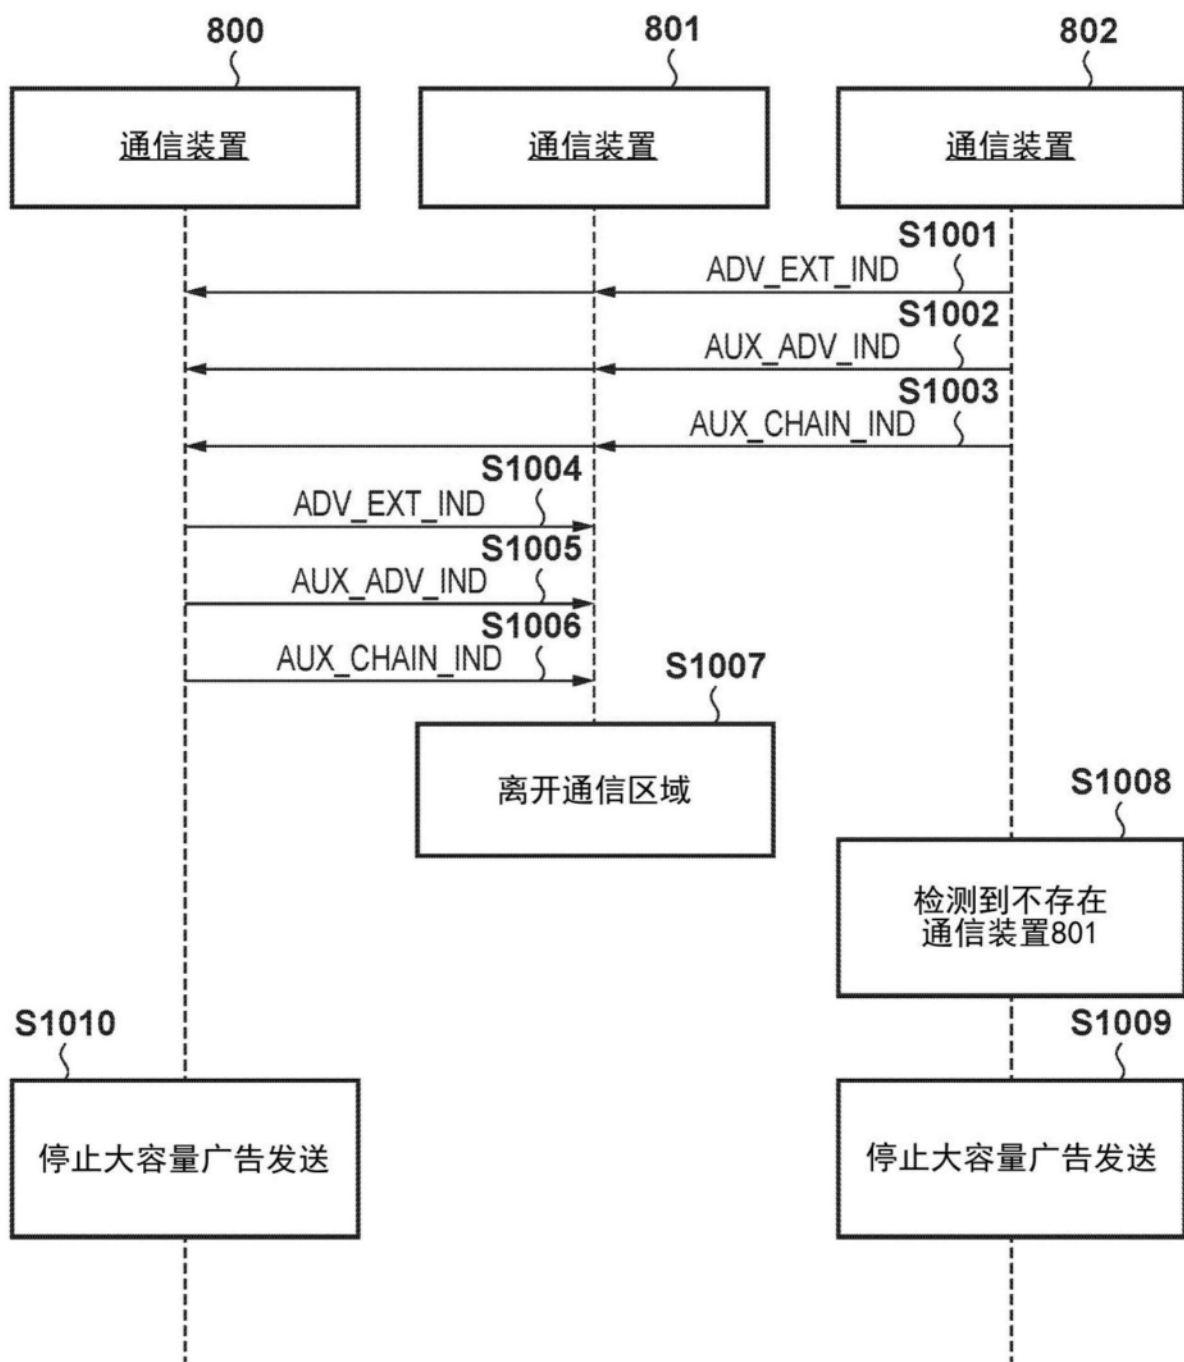 800
801
802
通信装置
通信装置
通信装置
S1001
ADV_EXT_IND
S1002
AUX_ADV_IND
S1003
AUX_CHAIN_IND
S1004
ADV_EXT_IND
S1005
AUX_ADV_IND
S1006
AUX_CHAIN_IND
S1007
离开通信区域
S1008
检测到不存在
通信装置801
S1010
S1009
停止大容量广告发送
停止大容量广告发送